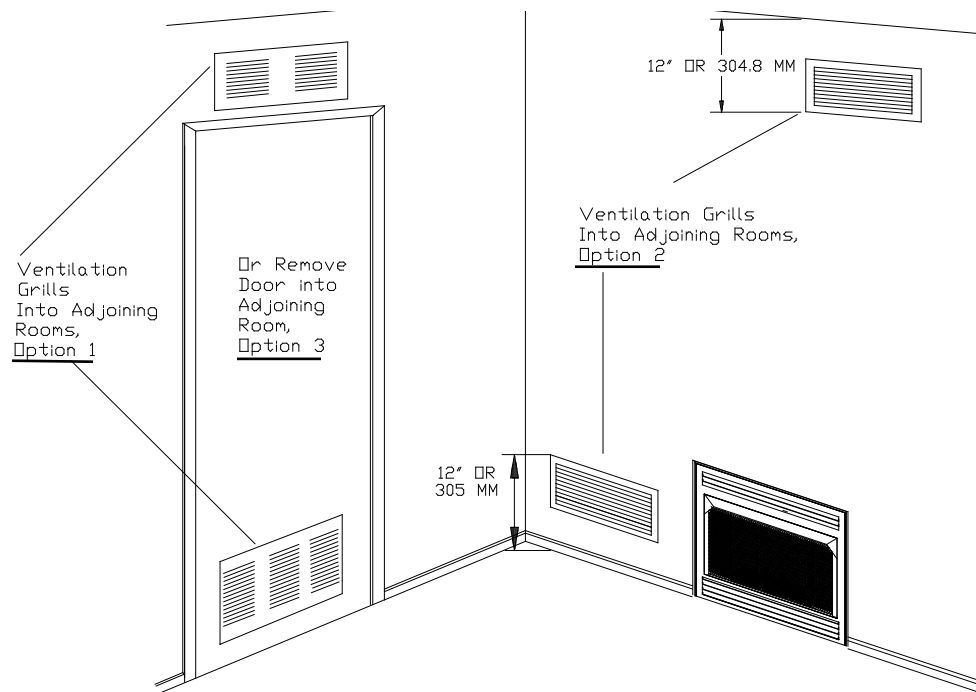 12" OR 304.8 MM
Ventilation Grills
Into Adjoining Rooms,
Option 2
Ventilation
Grills
Into Adjoining
Rooms,
Option 1
Or Remove
Door into
Adjoining
Room,
Option 3
12" OR
305 MM